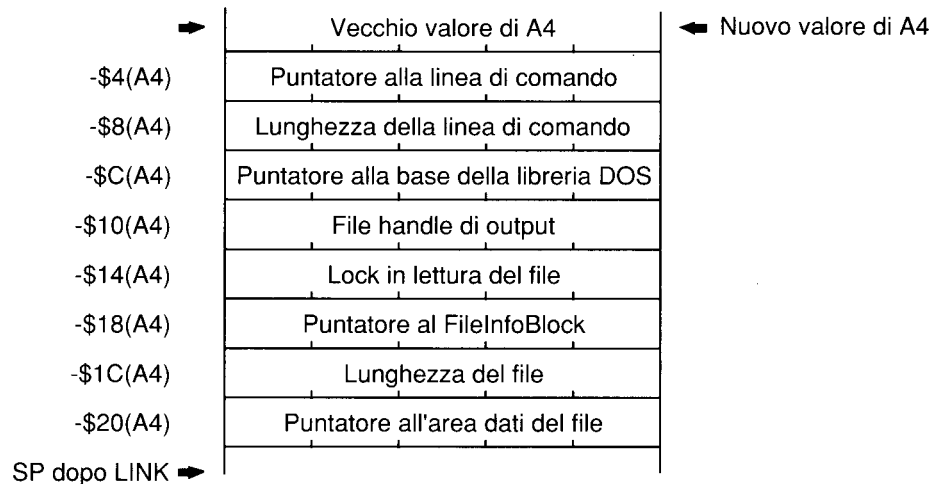 ➡ Vecchio valore di A4 ⬅ Nuovo valore di A4
-$4(A4) Puntatore alla linea di comando
-$8(A4) Lunghezza della linea di comando
-$C(A4) Puntatore alla base della libreria DOS
-$10(A4) File handle di output
-$14(A4) Lock in lettura del file
-$18(A4) Puntatore al FileInfoBlock
-$1C(A4) Lunghezza del file
-$20(A4) Puntatore all'area dati del file
SP dopo LINK ➡